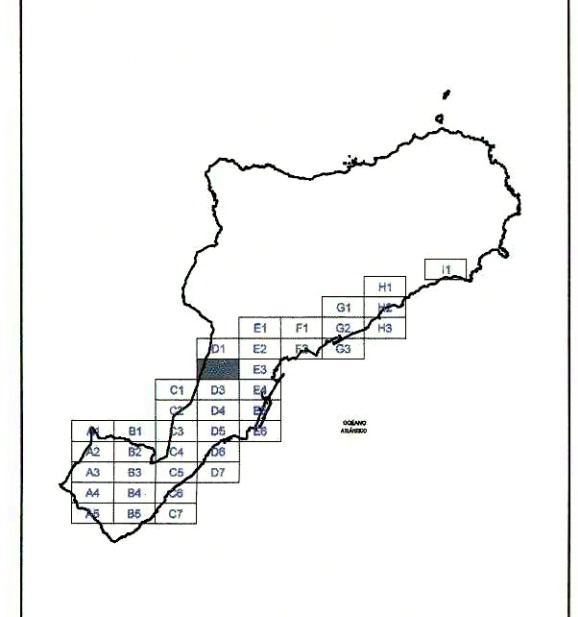 I1
H1
G1 H2
E1 F1 G2 H3
D1 E2 F2 G3
E3
C1 D3 E4
C2 D4 E5
A1 B1 C3 D5 E6
A2 B2 C4 D6
A3 B3 C5 D7
A4 B4 C6
A5 B5 C7
OCÉANO
ATLÁNTICO